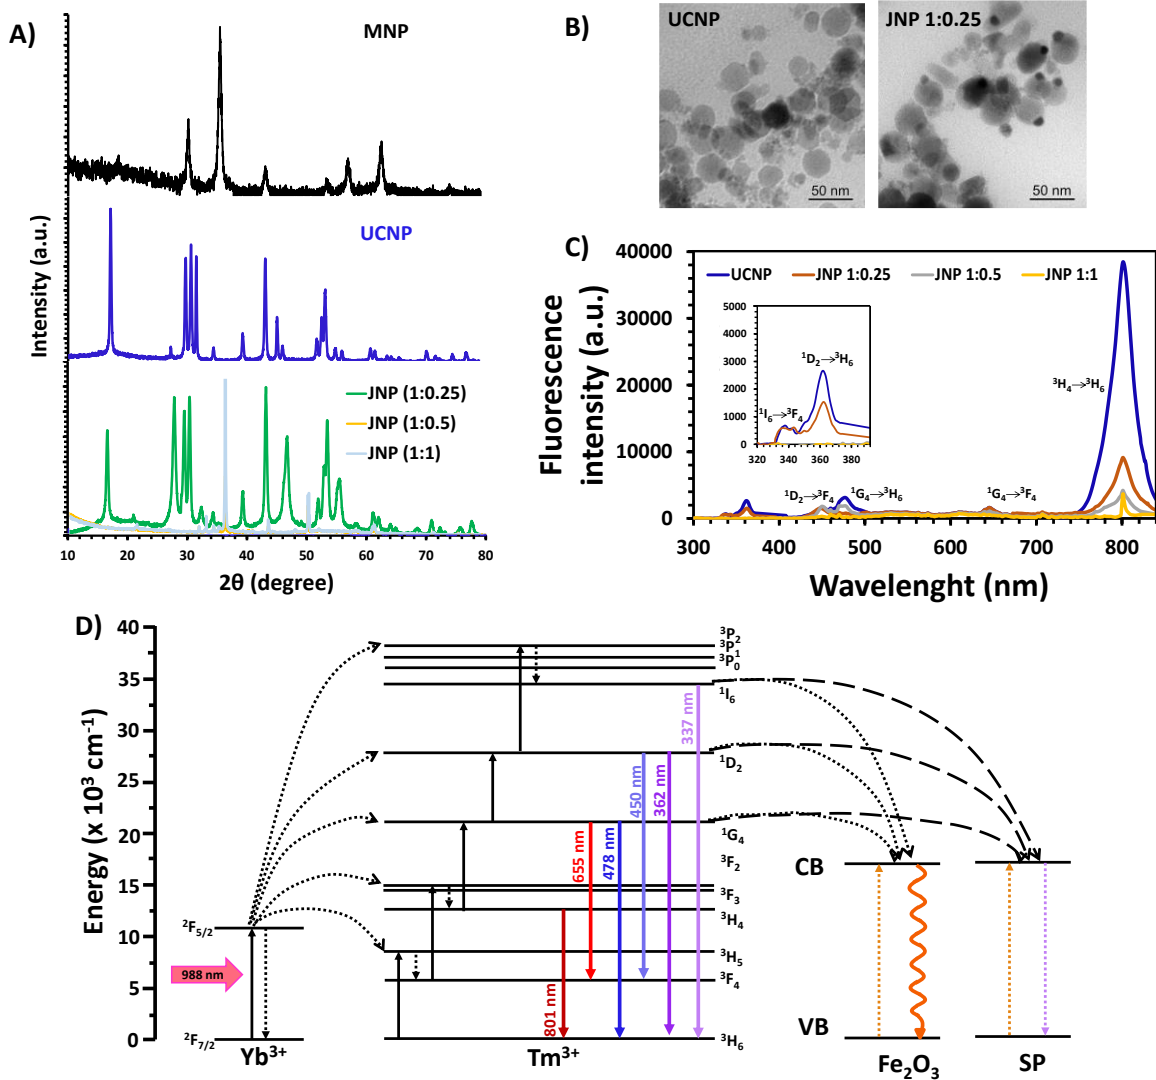 A)
MNP
UCNP
JNP (1:0.25)
JNP (1:0.5)
JNP (1:1)
Intensity (a.u.)
10 20 30 40 50 60 70 80
2θ (degree)
B)
UCNP
50 nm
JNP 1:0.25
50 nm
C)
Fluorescence
intensity (a.u.)
40000
30000
20000
10000
0
UCNP JNP 1:0.25 JNP 1:0.5 JNP 1:1
5000
4000
3000
2000
1000
0
320 340 360 380
¹D₂→³H₆
¹I₆→³F₄
³H₄→³H₆
¹D₂→³F₄
¹G₄→³H₆
¹G₄→³F₄
300 400 500 600 700 800
Wavelenght (nm)
D)
Energy (x 10³ cm⁻¹)
40
35
30
25
20
15
10
5
0
²F₅/₂
988 nm
²F₇/₂
Yb³⁺
³P₂
³P₁
³P₀
¹I₆
¹D₂
¹G₄
³F₂
³F₃
³H₄
³H₅
³F₄
³H₆
801 nm
655 nm
478 nm
450 nm
362 nm
337 nm
Tm³⁺
CB
VB
Fe₂O₃
SP